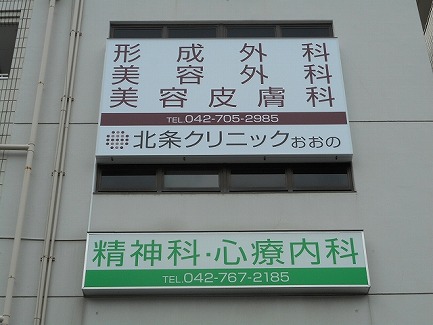 形成外科
美容外科
美容皮膚科
TEL.042-705-2985
北条クリニックおおの
精神科・心療内科
TEL.042-767-2185